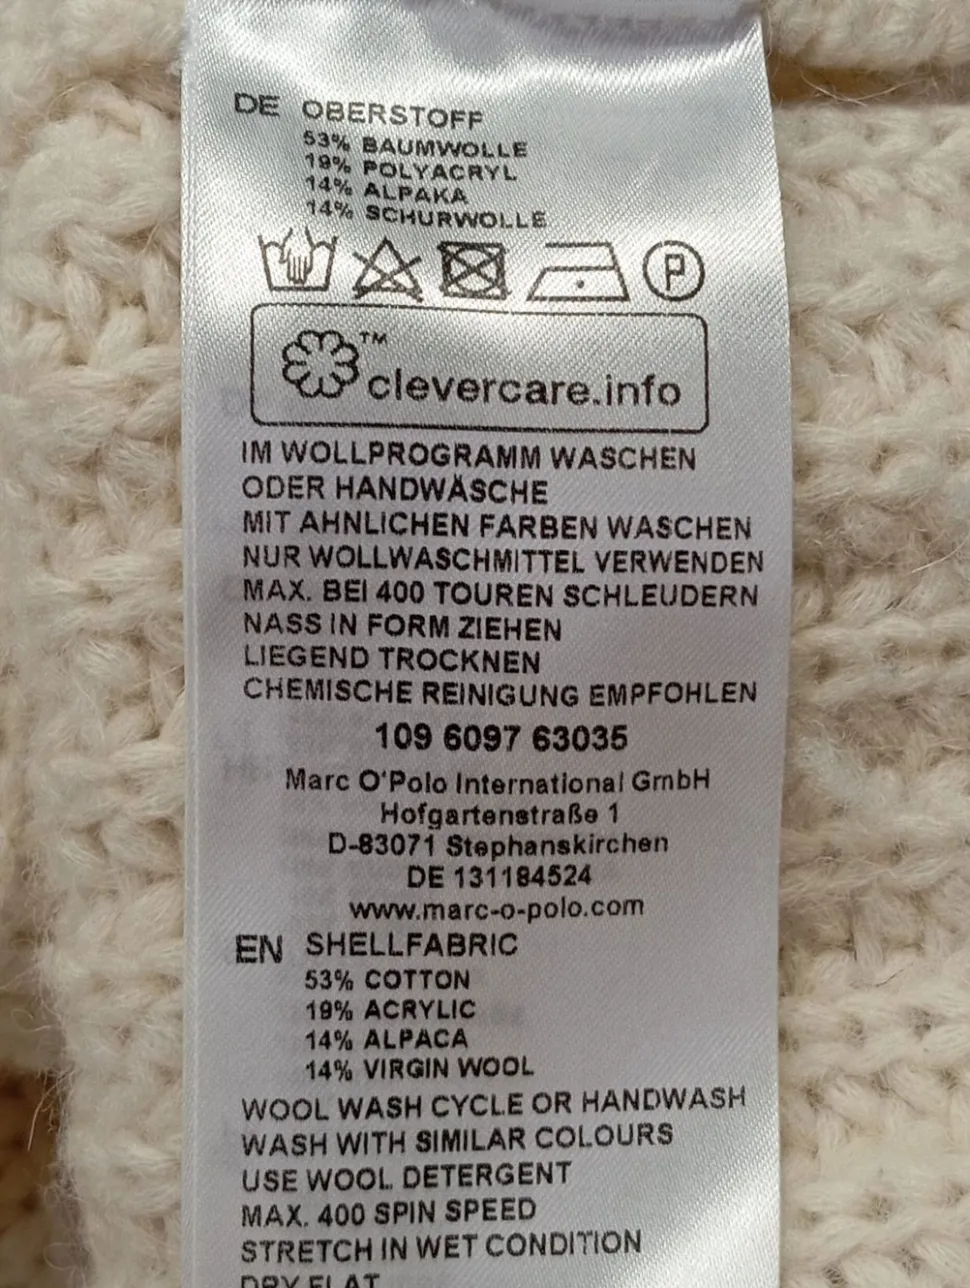 DE OBERSTOFF
53% BAUMWOLLE
19% POLYACRYL
14% ALPAKA
14% SCHURWOLLE
P
™
clevercare.info
IM WOLLPROGRAMM WASCHEN
ODER HANDWÄSCHE
MIT AHNLICHEN FARBEN WASCHEN
NUR WOLLWASCHMITTEL VERWENDEN
MAX. BEI 400 TOUREN SCHLEUDERN
NASS IN FORM ZIEHEN
LIEGEND TROCKNEN
CHEMISCHE REINIGUNG EMPFOHLEN
109 6097 63035
Marc O'Polo International GmbH
Hofgartenstraße 1
D-83071 Stephanskirchen
DE 131184524
www.marc-o-polo.com
EN SHELLFABRIC
53% COTTON
19% ACRYLIC
14% ALPACA
14% VIRGIN WOOL
WOOL WASH CYCLE OR HANDWASH
WASH WITH SIMILAR COLOURS
USE WOOL DETERGENT
MAX. 400 SPIN SPEED
STRETCH IN WET CONDITION
DRY FLAT